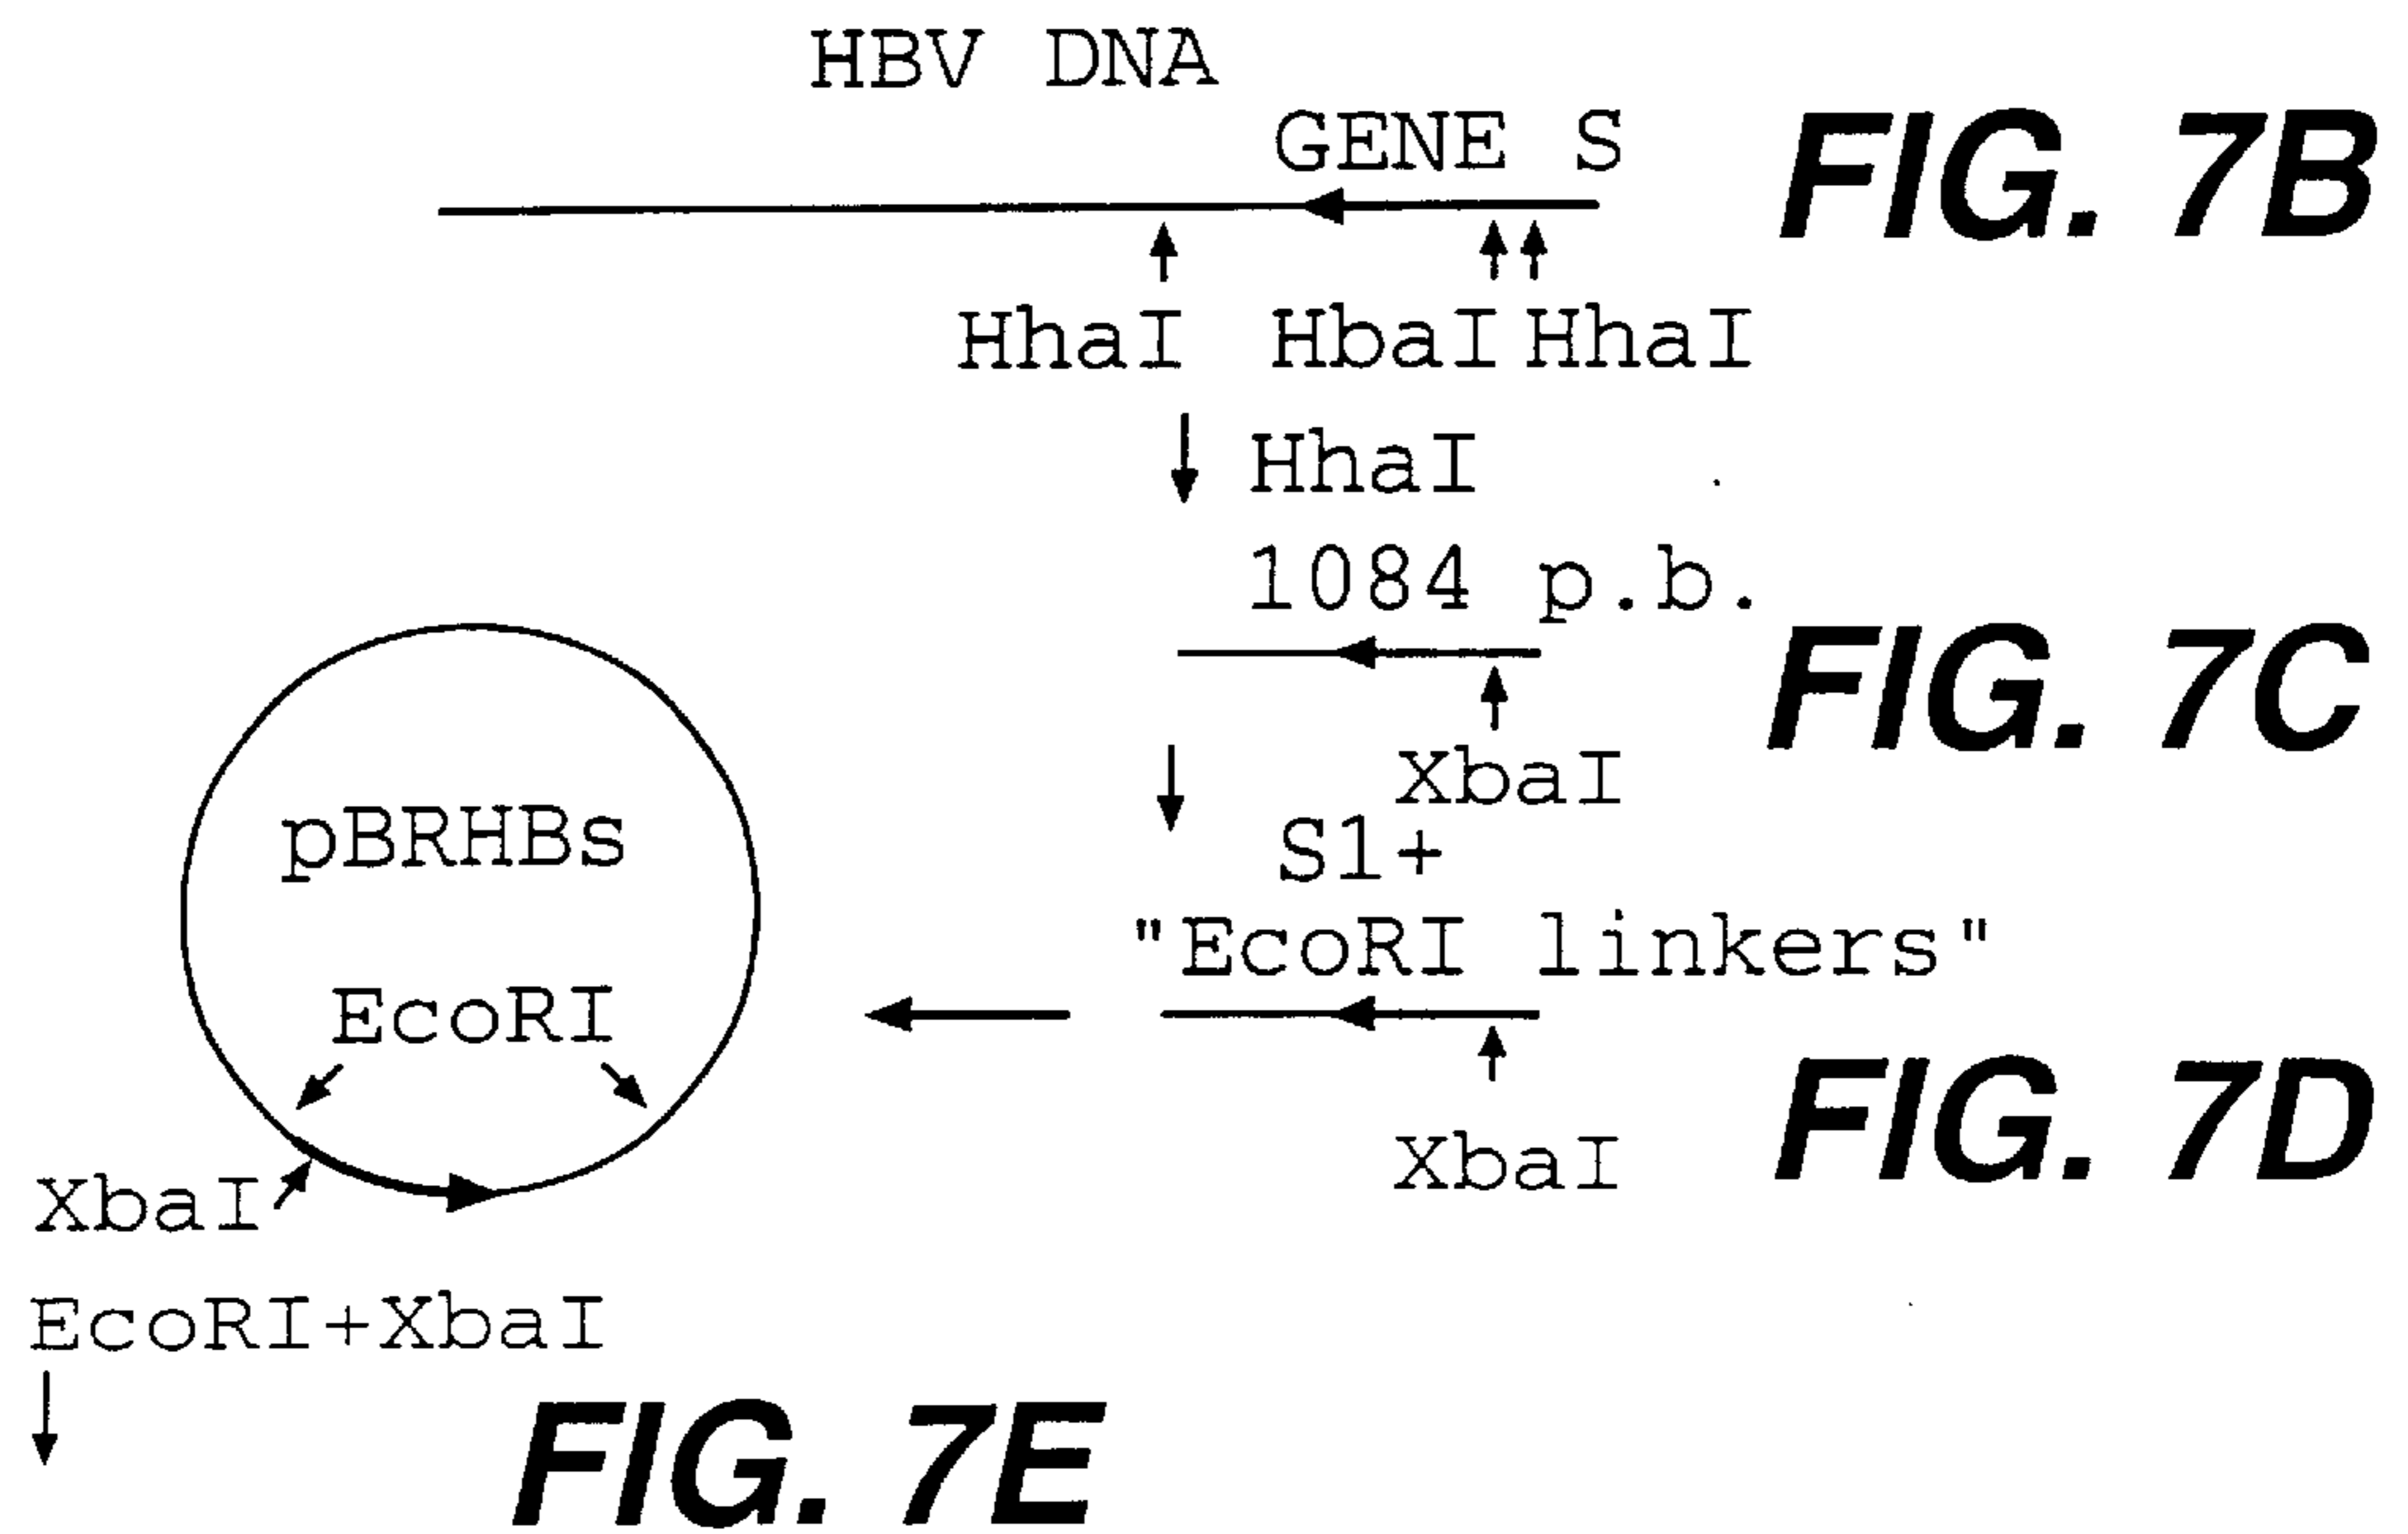 HBV DNA
GENE S
FIG. 7B
HhaI HbaI HhaI
HhaI
1084 p.b.
FIG. 7C
XbaI
S1+
"EcoRI linkers"
pBRHBs
EcoRI
XbaI
FIG. 7D
XbaI
EcoRI+XbaI
FIG. 7E